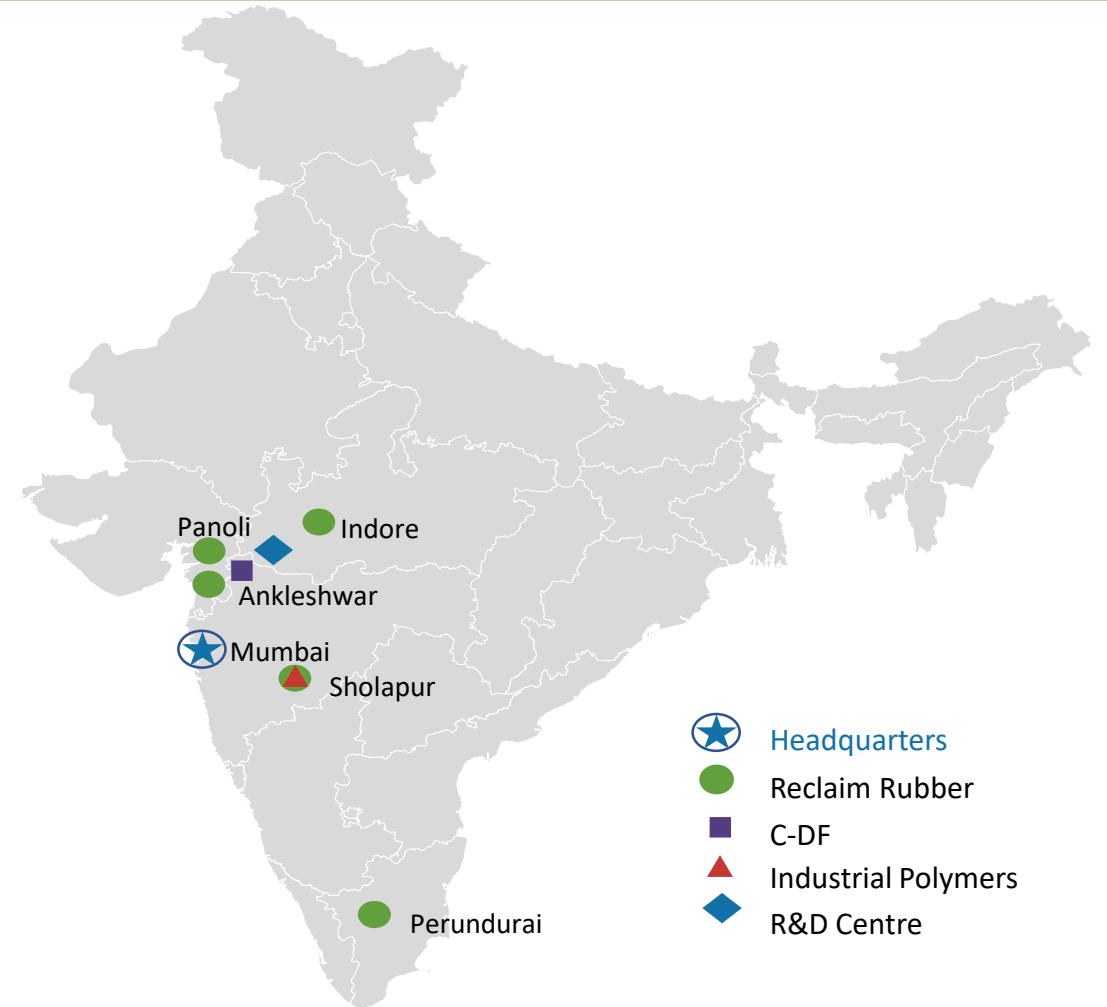 Panoli
Indore
Ankleshwar
Mumbai
Sholapur
Headquarters
Reclaim Rubber
C-DF
Industrial Polymers
R&D Centre
Perundurai